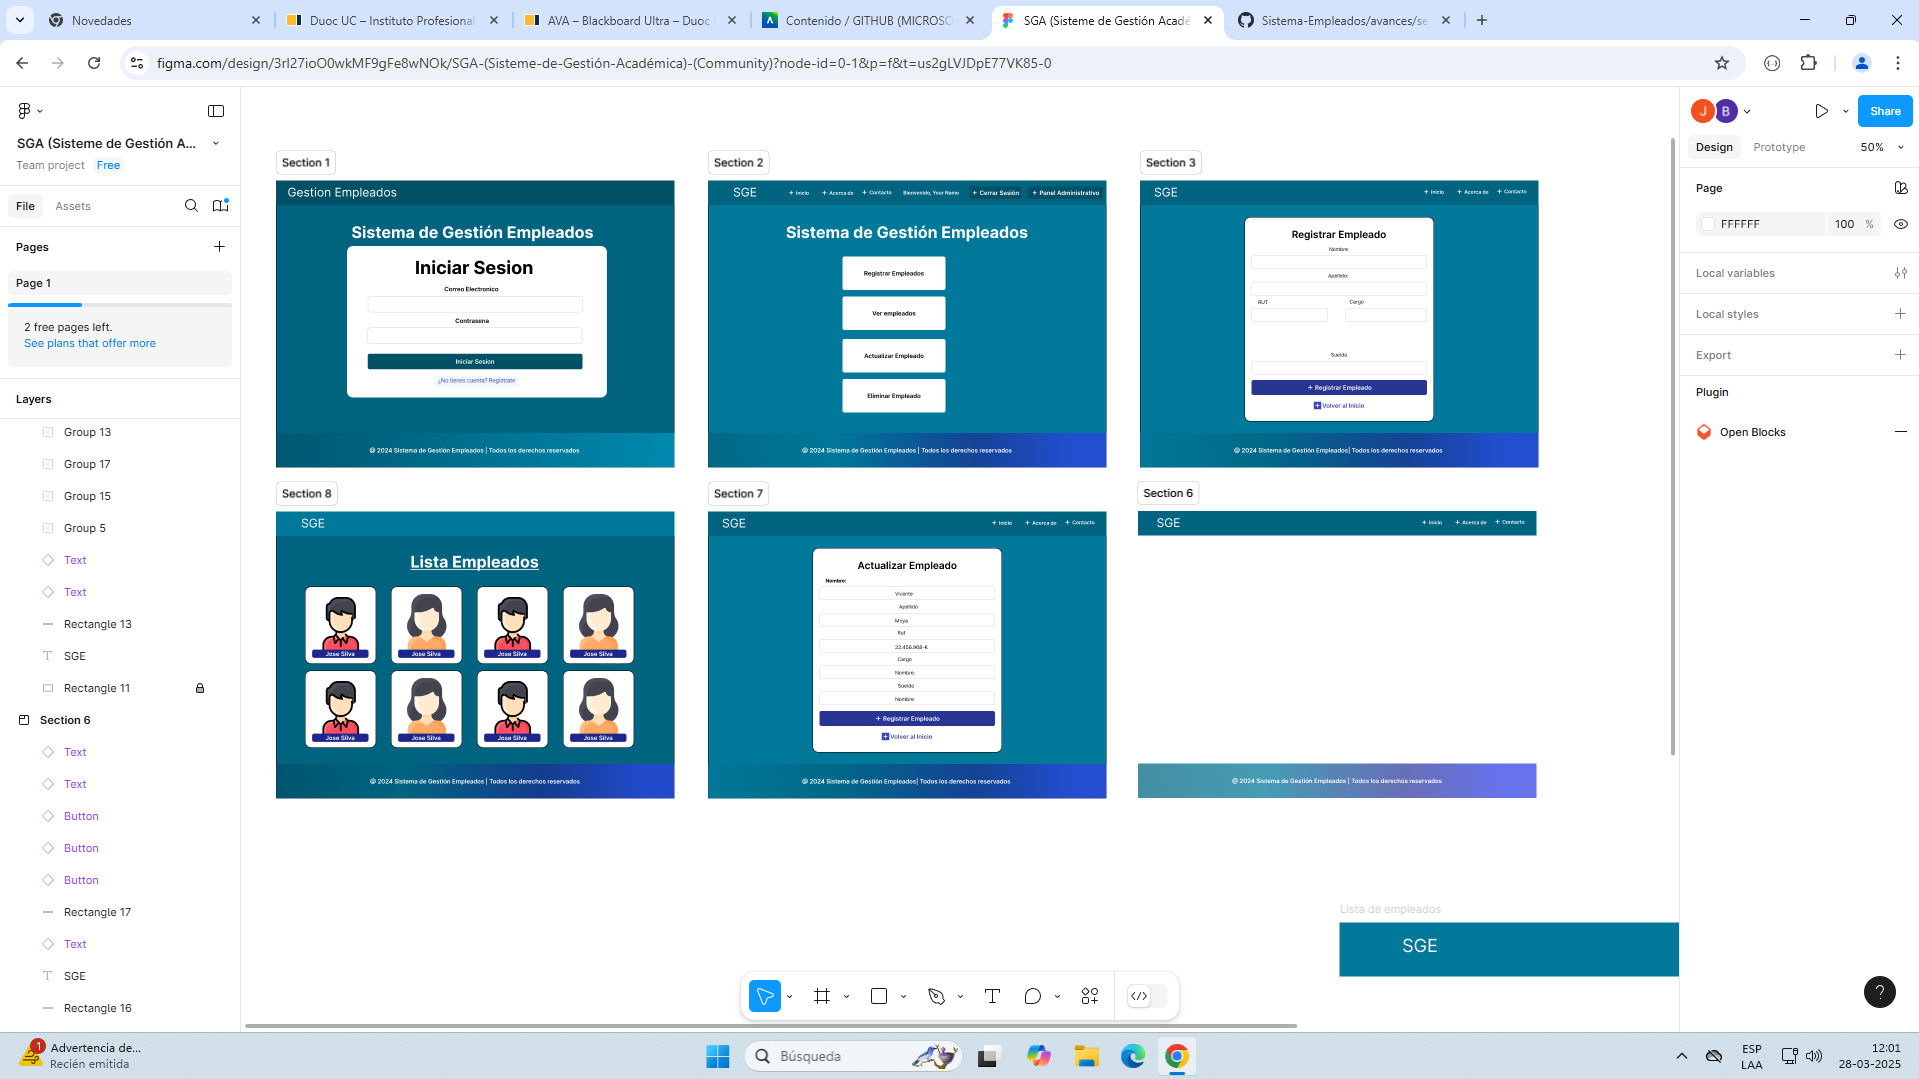 Novedades
Duoc UC – Instituto Profesional
AVA – Blackboard Ultra – Duoc
Contenido / GITHUB (MICROSO
SGA (Sisteme de Gestión Acadé
Sistema-Empleados/avances/se
figma.com/design/3rI27ioO0wkMF9gFe8wNOk/SGA-(Sisteme-de-Gestión-Académica)-(Community)?node-id=0-1&p=f&t=us2gLVJDpE77VK85-0
SGA (Sisteme de Gestión A...
Team project Free
File Assets
Pages
Page 1
2 free pages left.
See plans that offer more
Layers
Group 13
Group 17
Group 15
Group 5
Text
Text
Rectangle 13
SGE
Rectangle 11
Section 6
Text
Text
Button
Button
Button
Rectangle 17
Text
SGE
Rectangle 16
Section 1
Gestion Empleados
Sistema de Gestión Empleados
Iniciar Sesion
Correo Electronico
Contrasena
Iniciar Sesion
¿No tienes cuenta? Registrate
@ 2024 Sistema de Gestión Empleados | Todos los derechos reservados
Section 2
SGE + Inicio + Acerca de + Contacto Bienvenido, Your Name + Cerrar Sesión + Panel Administrativo
Sistema de Gestión Empleados
Registrar Empleados
Ver empleados
Actualizar Empleado
Eliminar Empleado
@ 2024 Sistema de Gestión Empleados | Todos los derechos reservados
Section 3
SGE + Inicio + Acerca de + Contacto
Registrar Empleado
Nombre:
Apellido:
RUT Cargo
Sueldo
+ Registrar Empleado
Volver al Inicio
@ 2024 Sistema de Gestión Empleados| Todos los derechos reservados
Section 8
SGE
Lista Empleados
Jose Silva Jose Silva Jose Silva Jose Silva
Jose Silva Jose Silva Jose Silva Jose Silva
@ 2024 Sistema de Gestión Empleados | Todos los derechos reservados
Section 7
SGE + Inicio + Acerca de + Contacto
Actualizar Empleado
Nombre:
Vicente
Apellido
Moya
Rut
22.456.968-K
Cargo
Nombre:
Sueldo
Nombre:
+ Registrar Empleado
Volver al Inicio
@ 2024 Sistema de Gestión Empleados| Todos los derechos reservados
Section 6
SGE + Inicio + Acerca de + Contacto
@ 2024 Sistema de Gestión Empleados | Todos los derechos reservados
Lista de empleados
SGE
J B
Share
Design Prototype 50%
Page
FFFFFF 100 %
Local variables
Local styles
Export
Plugin
Open Blocks
?
1
Advertencia de...
Recién emitida
Búsqueda
ESP
LAA
12:01
28-03-2025